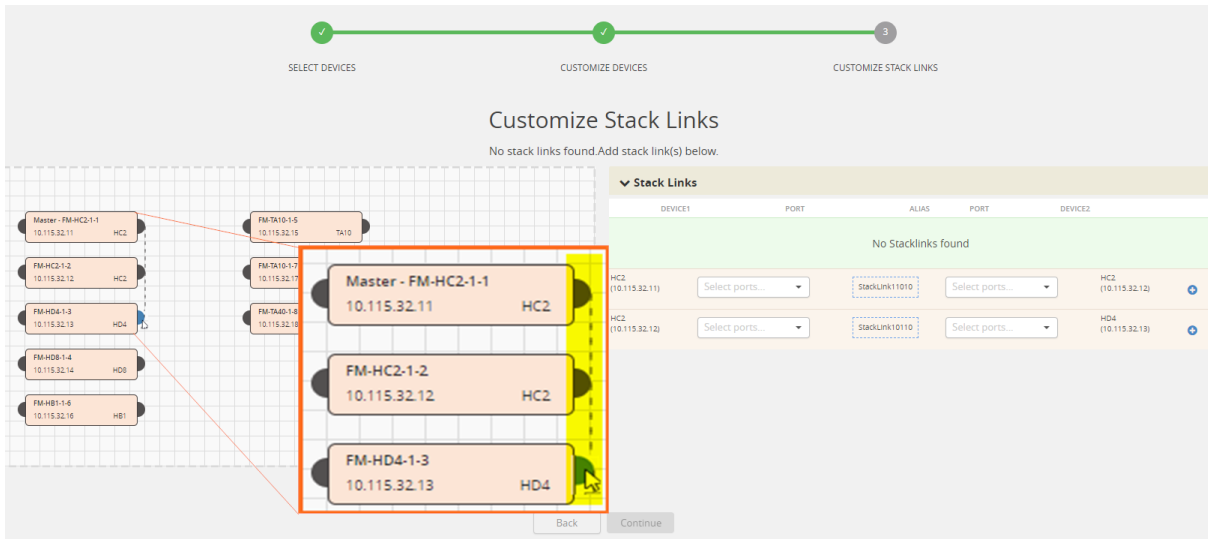 ✓ ✓ 3
SELECT DEVICES CUSTOMIZE DEVICES CUSTOMIZE STACK LINKS
Customize Stack Links
No stack links found.Add stack link(s) below.
Master - FM-HC2-1-1
10.115.32.11 HC2
FM-HC2-1-2
10.115.32.12 HC2
FM-HD4-1-3
10.115.32.13 HD4
FM-HD8-1-4
10.115.32.14 HD8
FM-HB1-1-6
10.115.32.16 HB1
FM-TA10-1-5
10.115.32.15 TA10
FM-TA10-1-7
10.115.32.17
FM-TA40-1-8
10.115.32.18
Master - FM-HC2-1-1
10.115.32.11 HC2
FM-HC2-1-2
10.115.32.12 HC2
FM-HD4-1-3
10.115.32.13 HD4
Stack Links
DEVICE1 PORT ALIAS PORT DEVICE2
No Stacklinks found
HC2 HC2
(10.115.32.11) Select ports... StackLink11010 Select ports... (10.115.32.12)
HC2 HD4
(10.115.32.12) Select ports... StackLink10110 Select ports... (10.115.32.13)
Back Continue